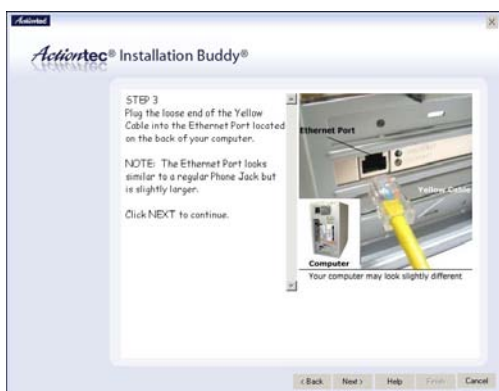 Actiontec
Actiontec® Installation Buddy®
STEP 3
Plug the loose end of the Yellow
Cable into the Ethernet Port located
on the back of your computer.
NOTE: The Ethernet Port looks
similar to a regular Phone Jack but
is slightly larger.
Click NEXT to continue.
Ethernet Port
Yellow Cable
Computer
Your computer may look slightly different
< Back
Next >
Help
Finish
Cancel